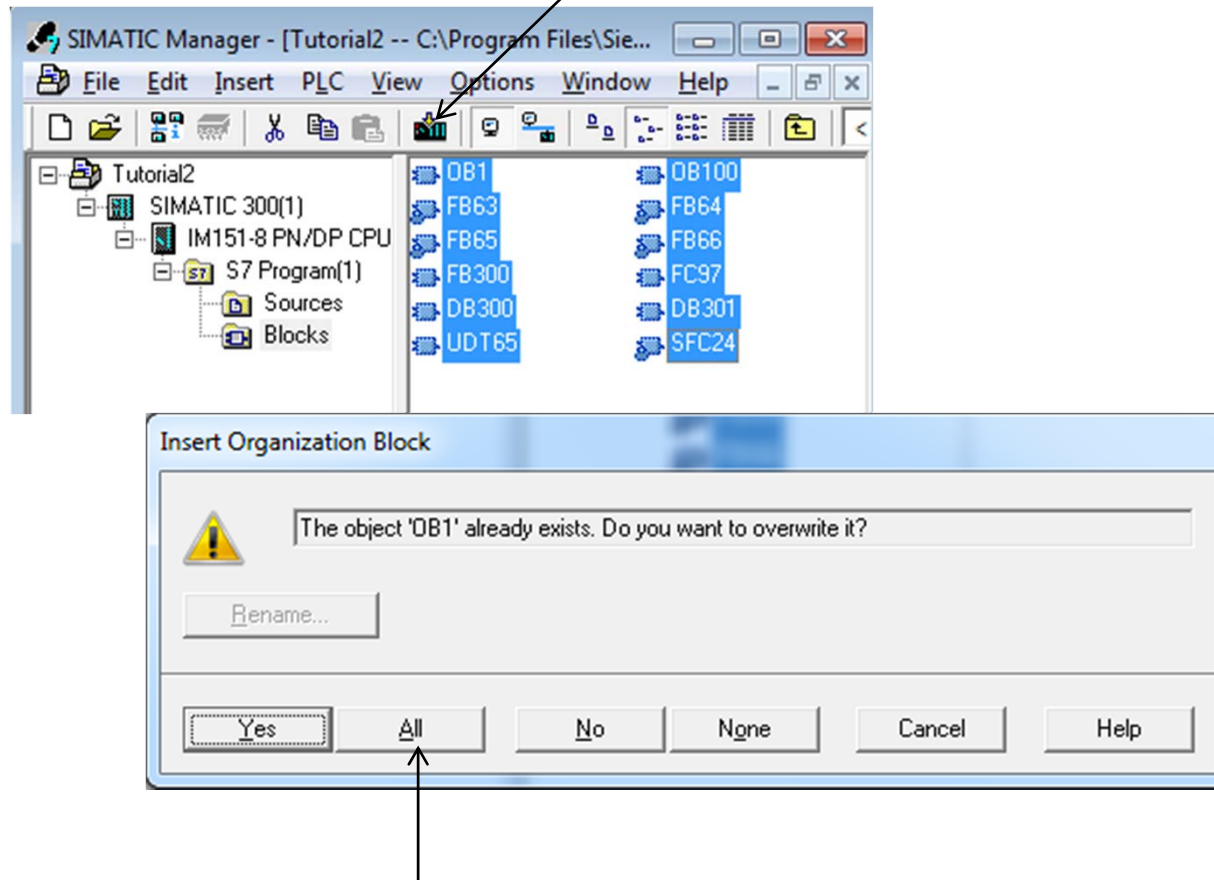 SIMATIC Manager - [Tutorial2 -- C:\Program Files\Sie...
File Edit Insert PLC View Options Window Help
Tutorial2
SIMATIC 300(1)
IM151-8 PN/DP CPU
S7 Program(1)
Sources
Blocks
OB1 OB100
FB63 FB64
FB65 FB66
FB300 FC97
DB300 DB301
UDT65 SFC24
Insert Organization Block
The object 'OB1' already exists. Do you want to overwrite it?
Rename...
Yes All No None Cancel Help